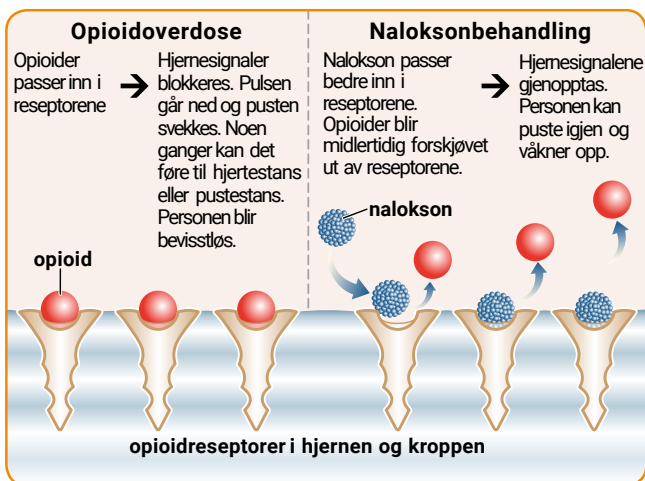 Opioidoverdose
Opioider
passer inn i
reseptorene
Hjernesignaler
blokkeres. Pulsen
går ned og pusten
svekkes. Noen
ganger kan det
føre til hjertestans
eller pustestans.
Personen blir
bevisstløs.
opioid
Naloksonbehandling
Nalokson passer
bedre inn i
reseptorene.
Opioider blir
midlertidig forskjøvet
ut av reseptorene.
Hjernesignalene
gjenopptas.
Personen kan
puste igjen og
våkner opp.
nalokson
opioidreseptorer i hjernen og kroppen